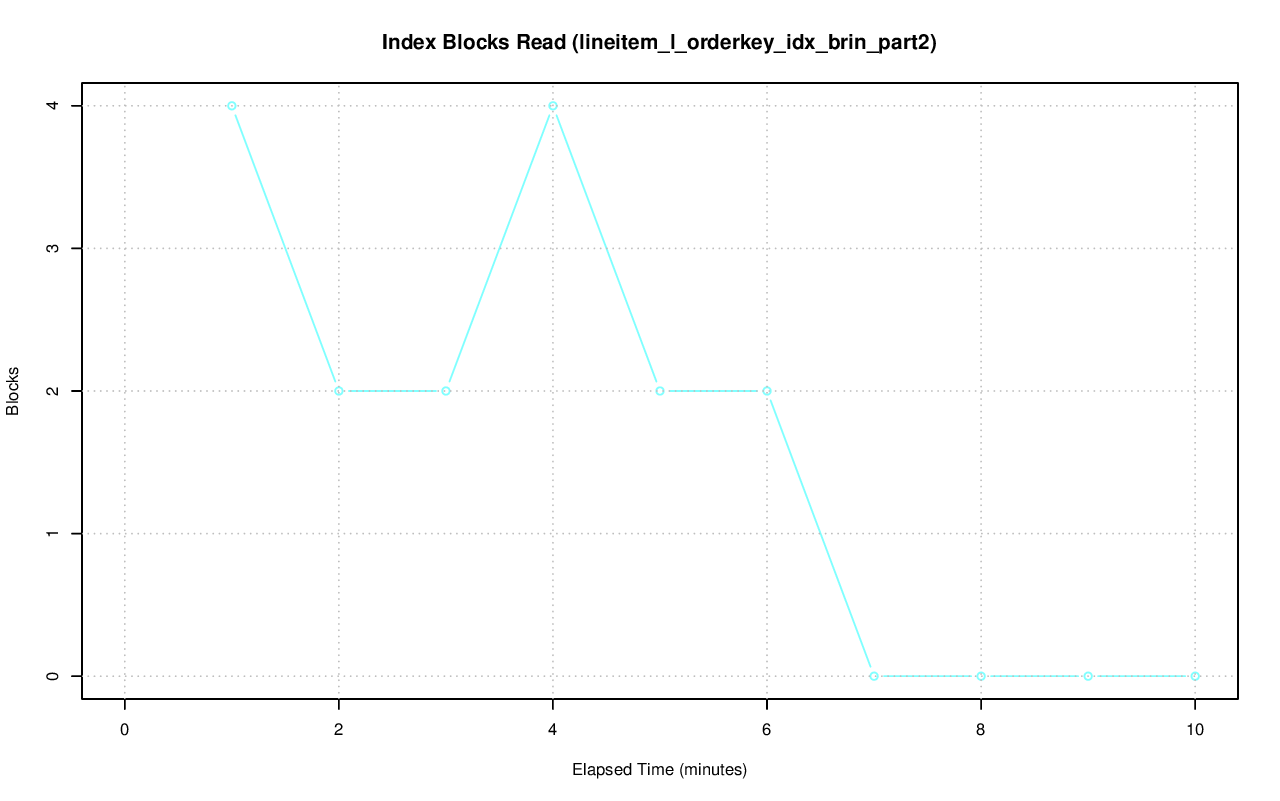 Index Blocks Read (lineitem_l_orderkey_idx_brin_part2)
4
3
2
1
0
Blocks
0 2 4 6 8 10
Elapsed Time (minutes)